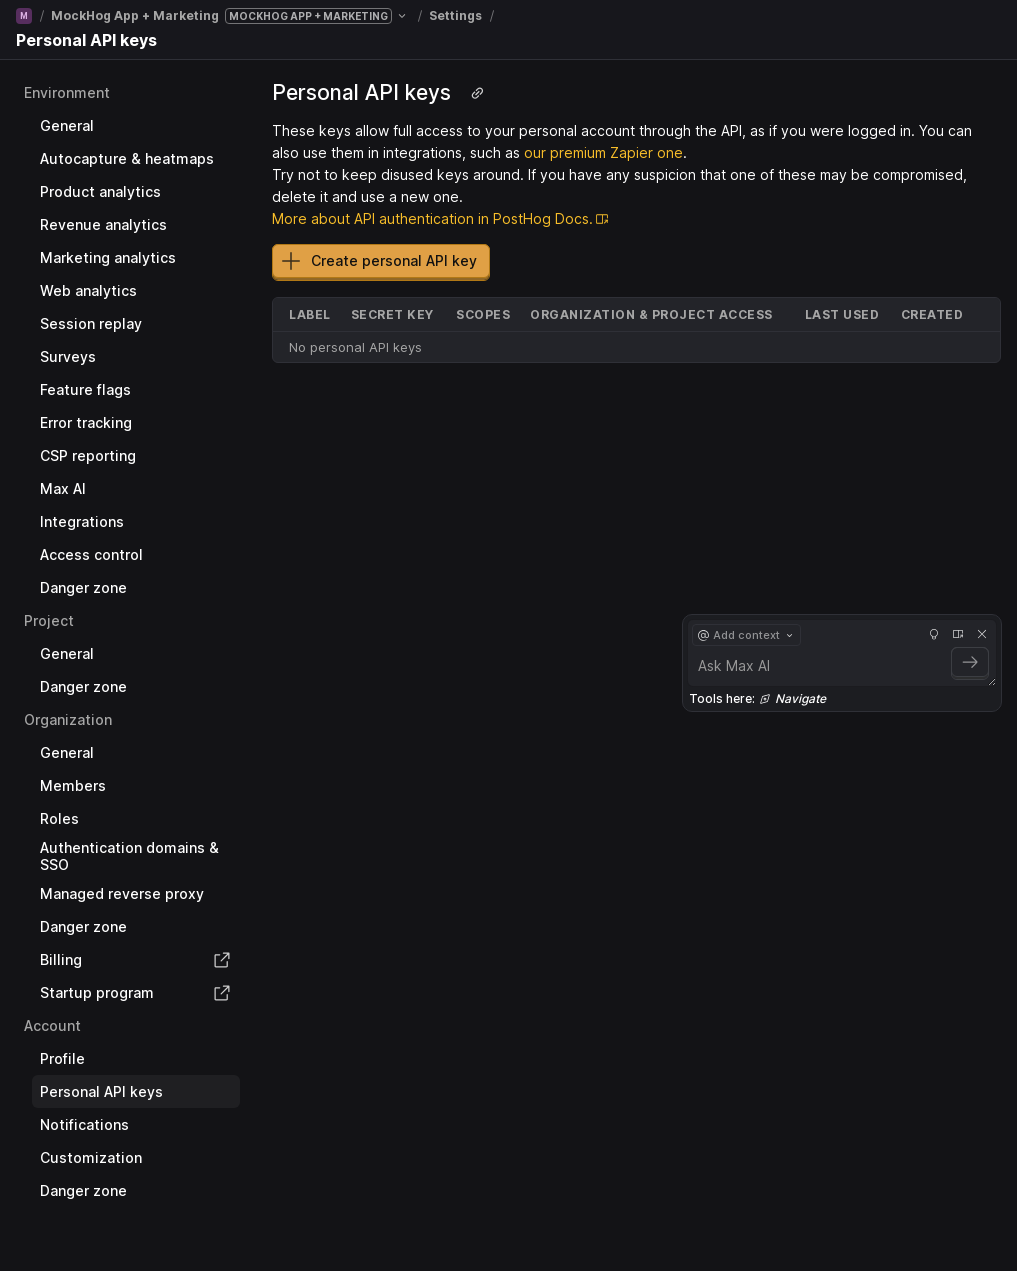 M / MockHog App + Marketing MOCKHOG APP + MARKETING / Settings /
Personal API keys
Environment
General
Autocapture & heatmaps
Product analytics
Revenue analytics
Marketing analytics
Web analytics
Session replay
Surveys
Feature flags
Error tracking
CSP reporting
Max AI
Integrations
Access control
Danger zone
Project
General
Danger zone
Organization
General
Members
Roles
Authentication domains &
SSO
Managed reverse proxy
Danger zone
Billing
Startup program
Account
Profile
Personal API keys
Notifications
Customization
Danger zone
Personal API keys
These keys allow full access to your personal account through the API, as if you were logged in. You can
also use them in integrations, such as our premium Zapier one.
Try not to keep disused keys around. If you have any suspicion that one of these may be compromised,
delete it and use a new one.
More about API authentication in PostHog Docs.
Create personal API key
LABEL SECRET KEY SCOPES ORGANIZATION & PROJECT ACCESS LAST USED CREATED
No personal API keys
@ Add context
Ask Max AI
Tools here: Navigate